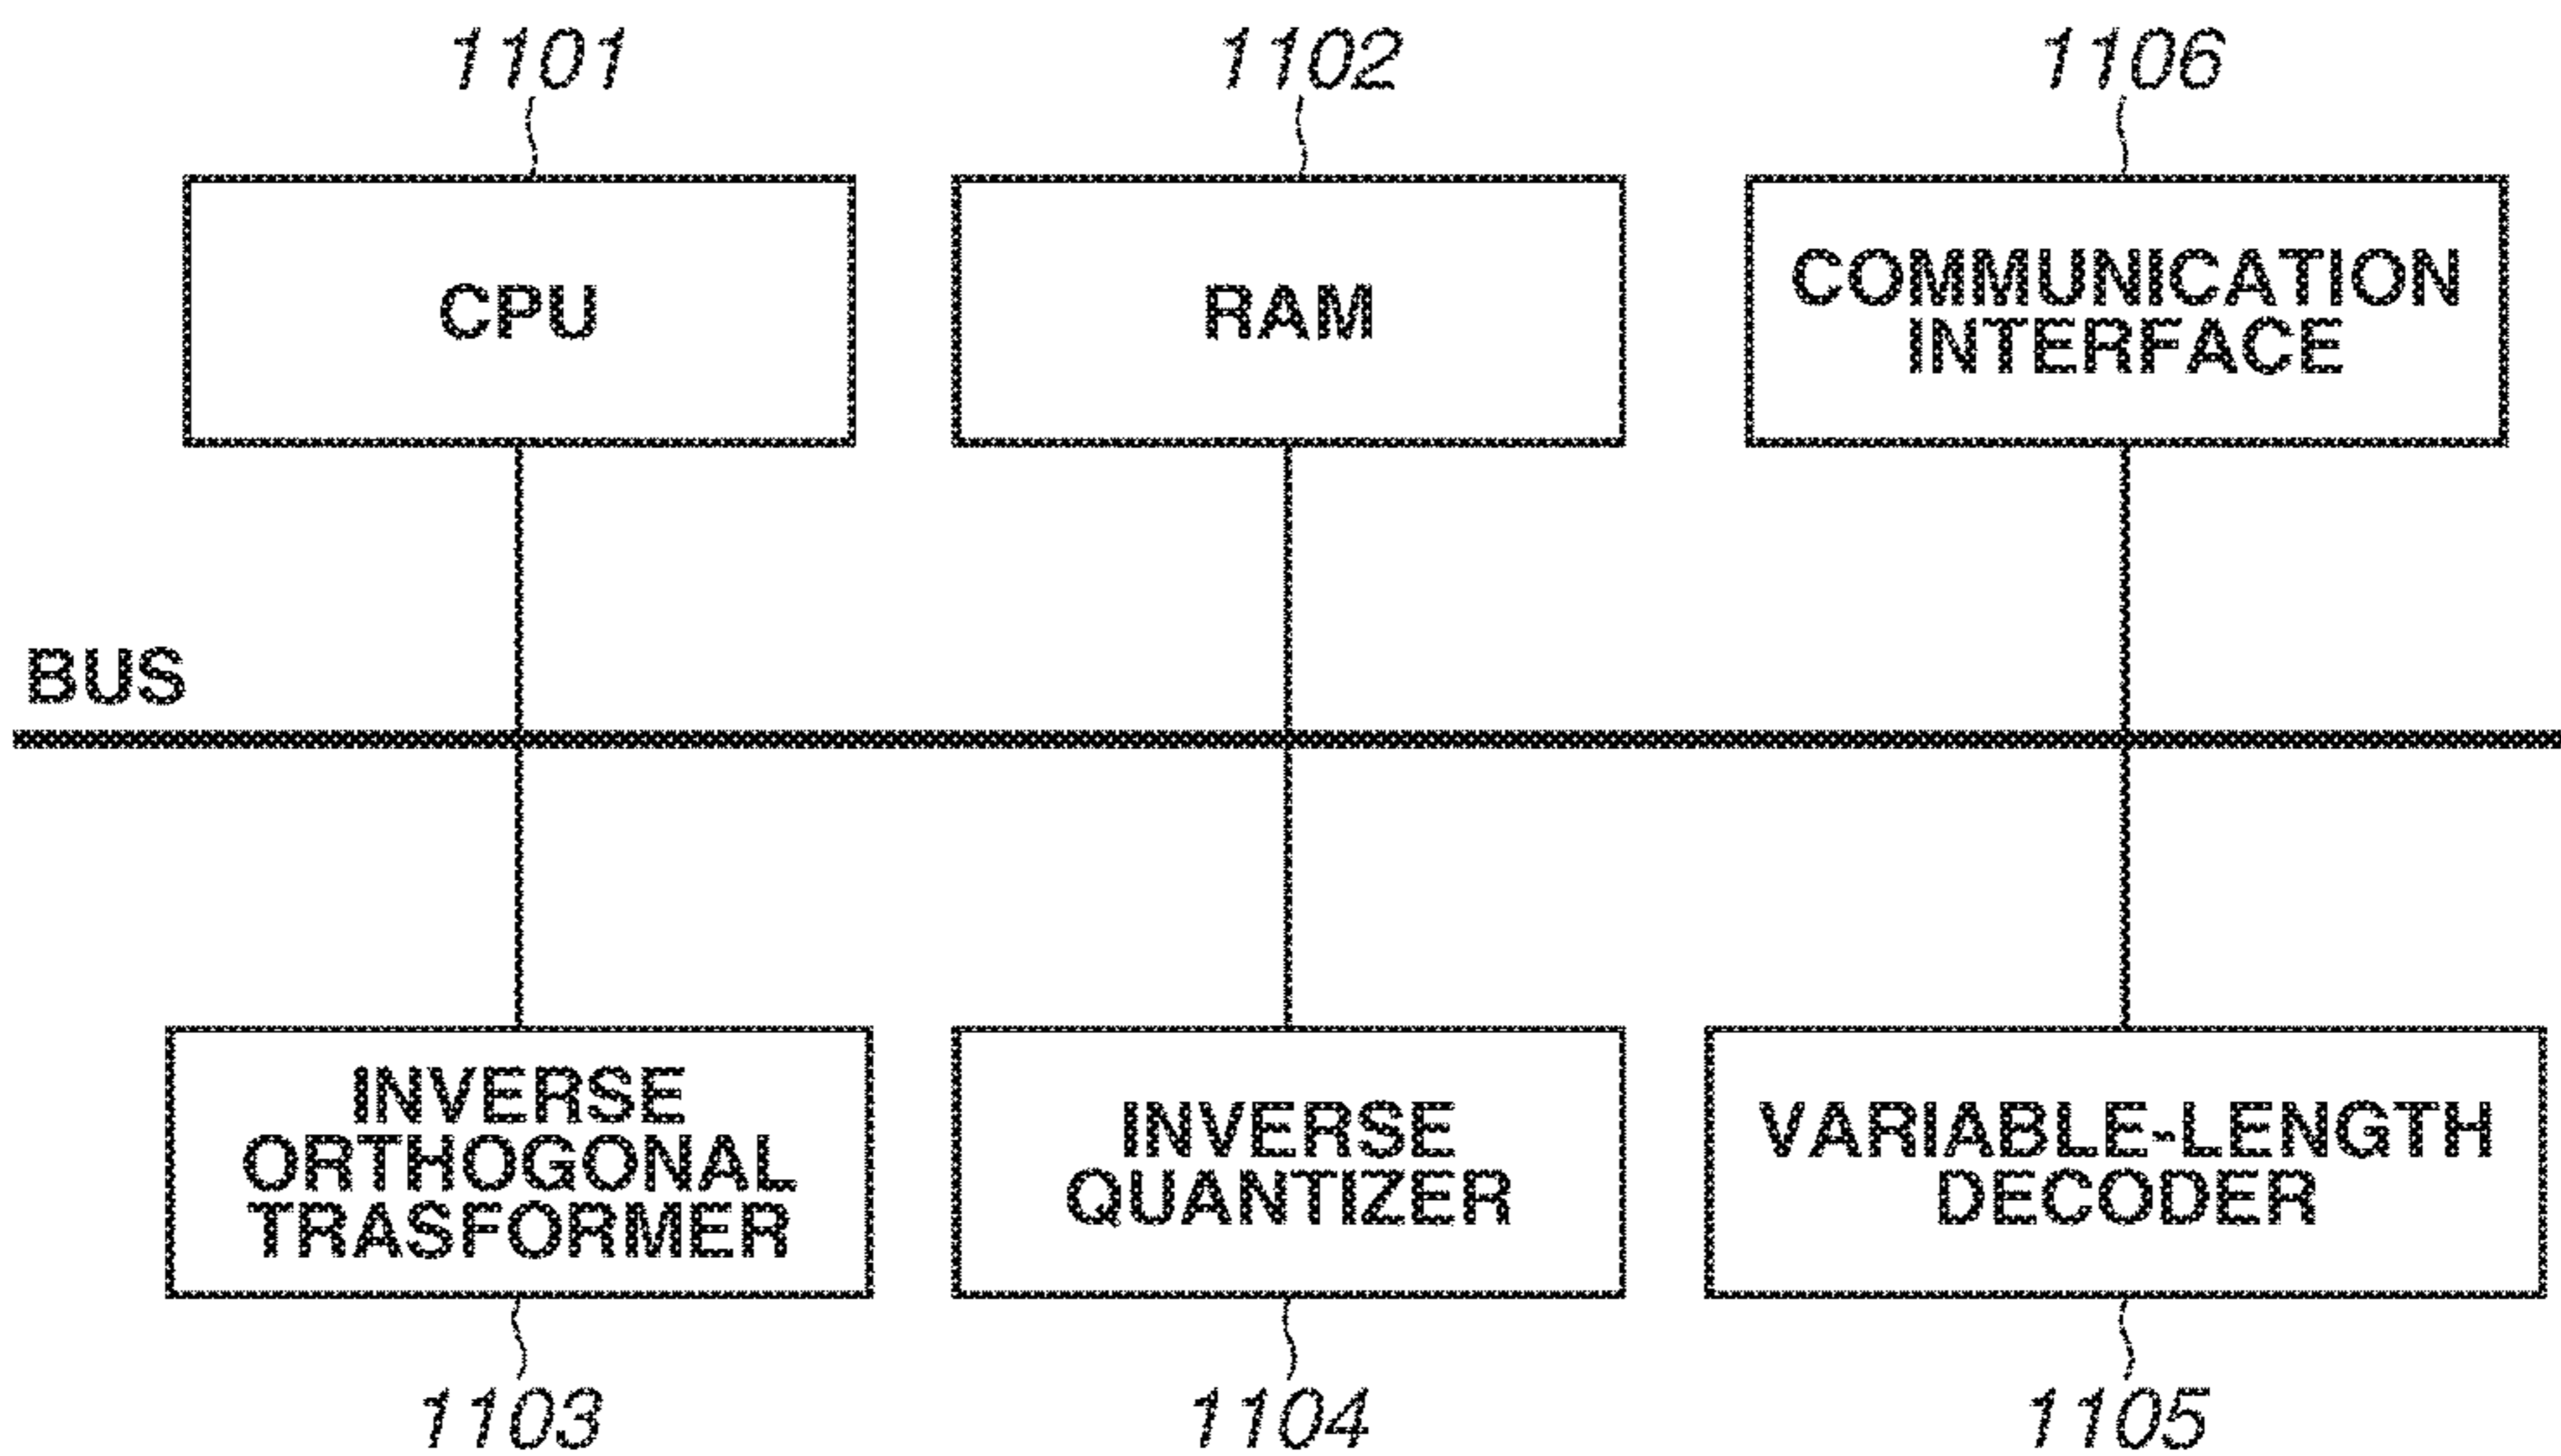 1101
1102
1106
CPU
RAM
COMMUNICATION
INTERFACE
BUS
INVERSE
ORTHOGONAL
TRASFORMER
INVERSE
QUANTIZER
VARIABLE-LENGTH
DECODER
1103
1104
1105